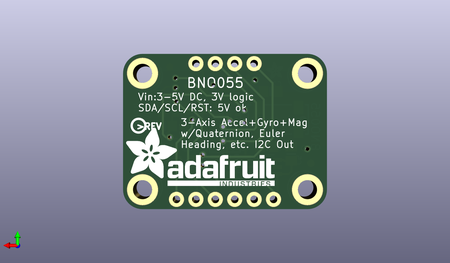 BNO055
Vin:3-5V DC, 3V logic
SDA/SCL/RST: 5V ok
REV
3-Axis Accel+Gyro+Mag
w/Quaternion, Euler
Heading, etc. I2C Out
adafruit
INDUSTRIES